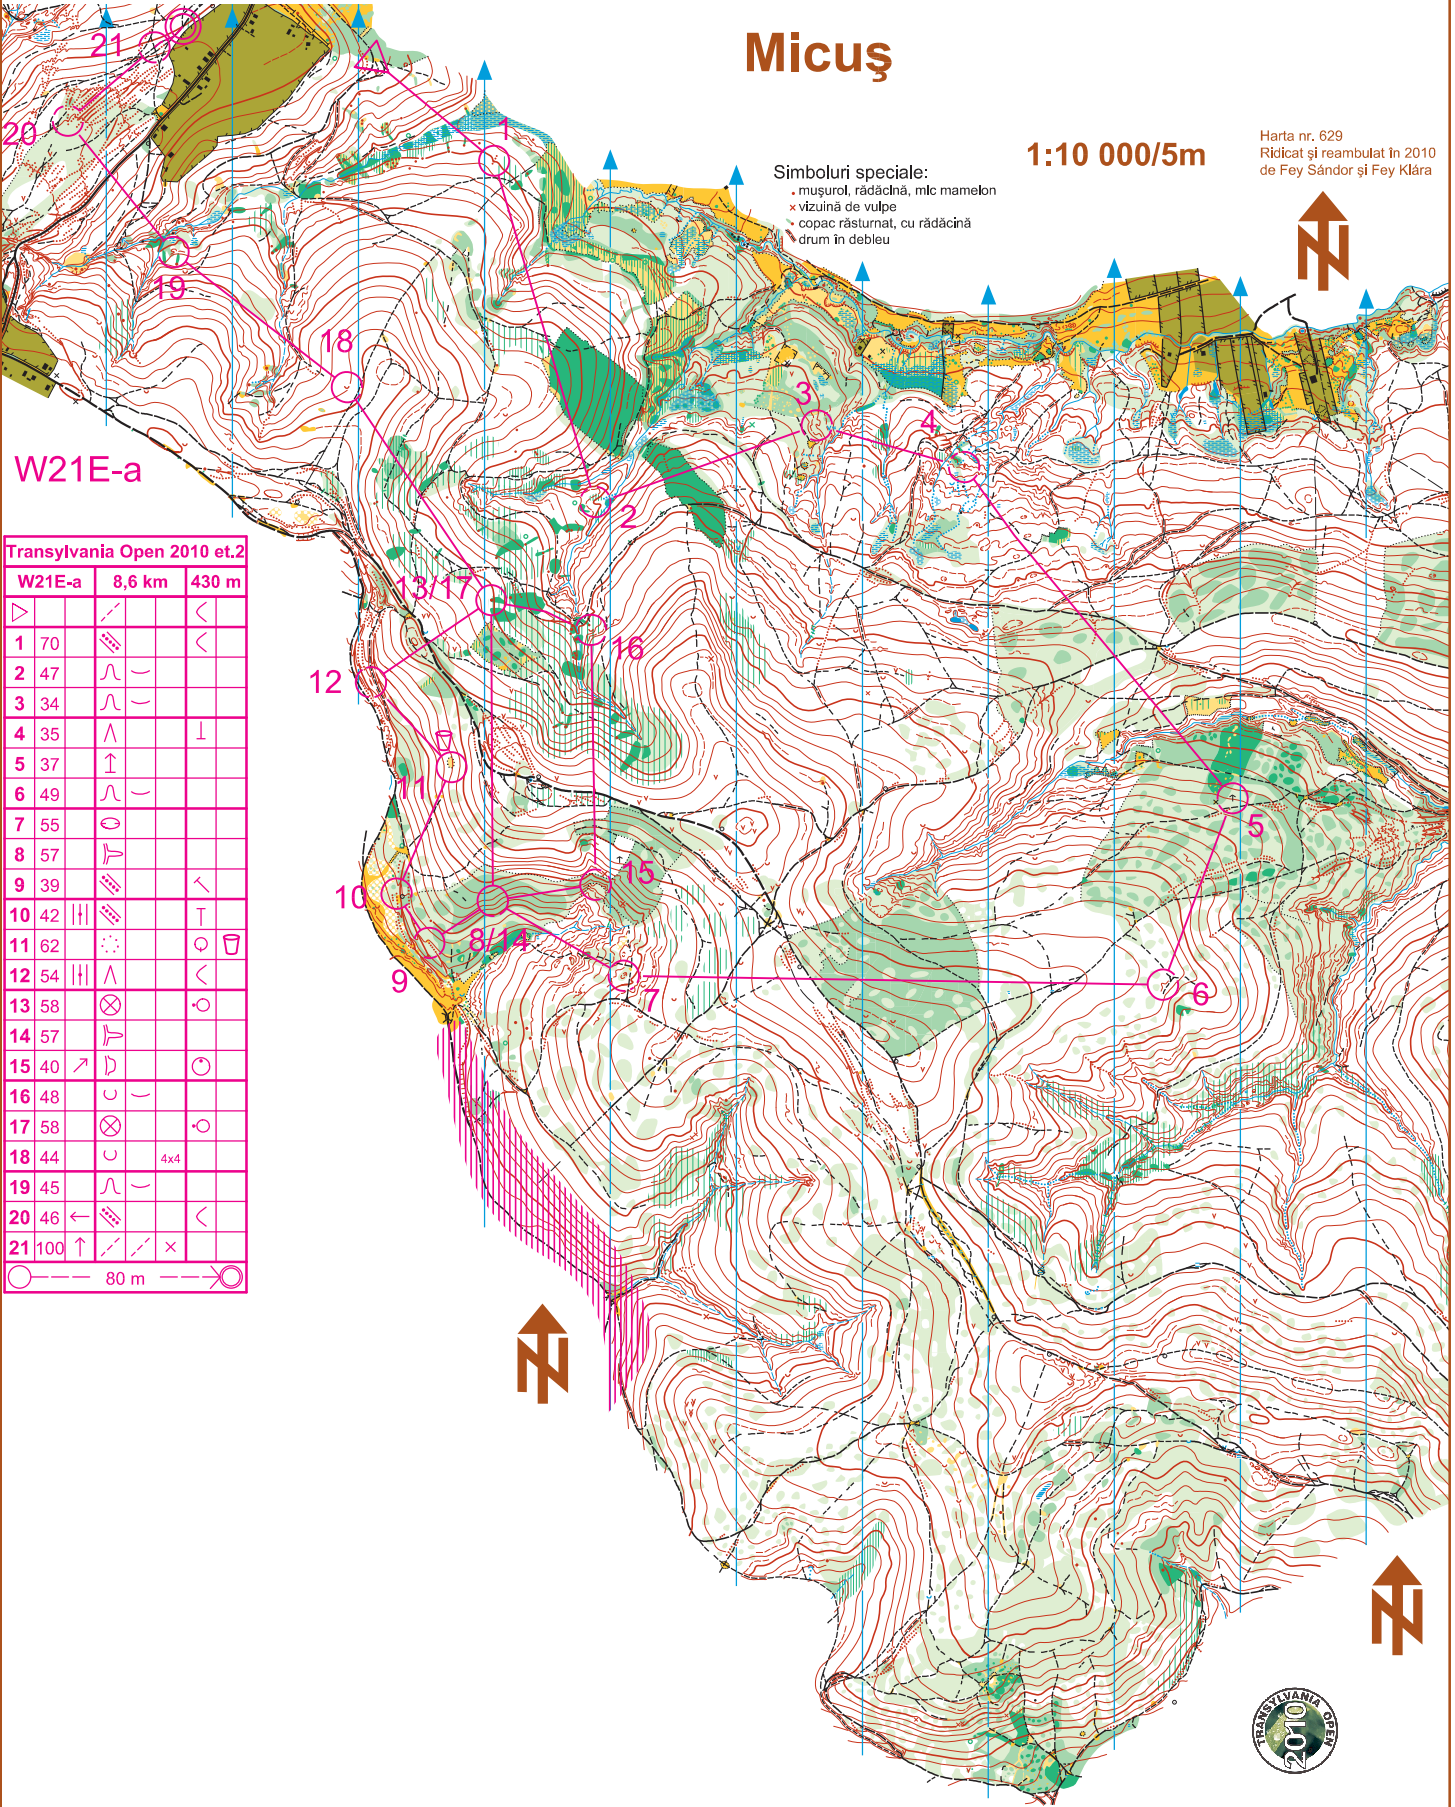 Micuş
1:10 000/5m
Harta nr. 629
Ridicat şi reambulat în 2010
de Fey Sándor şi Fey Klára
Simboluri speciale:
muşuroi, rădăcină, mic mamelon
vizuină de vulpe
copac răsturnat, cu rădăcină
drum în debleu
21
20
19
18
1
2
3
4
5
6
7
8/14
9
10
11
12
13/17
15
16
W21E-a
Transylvania Open 2010 et.2
W21E-a 8,6 km 430 m
1 70
2 47
3 34
4 35
5 37
6 49
7 55
8 57
9 39
10 42
11 62
12 54
13 58
14 57
15 40
16 48
17 58
18 44 4x4
19 45
20 46
21 100
80 m
TRANSYLVANIA OPEN
2010